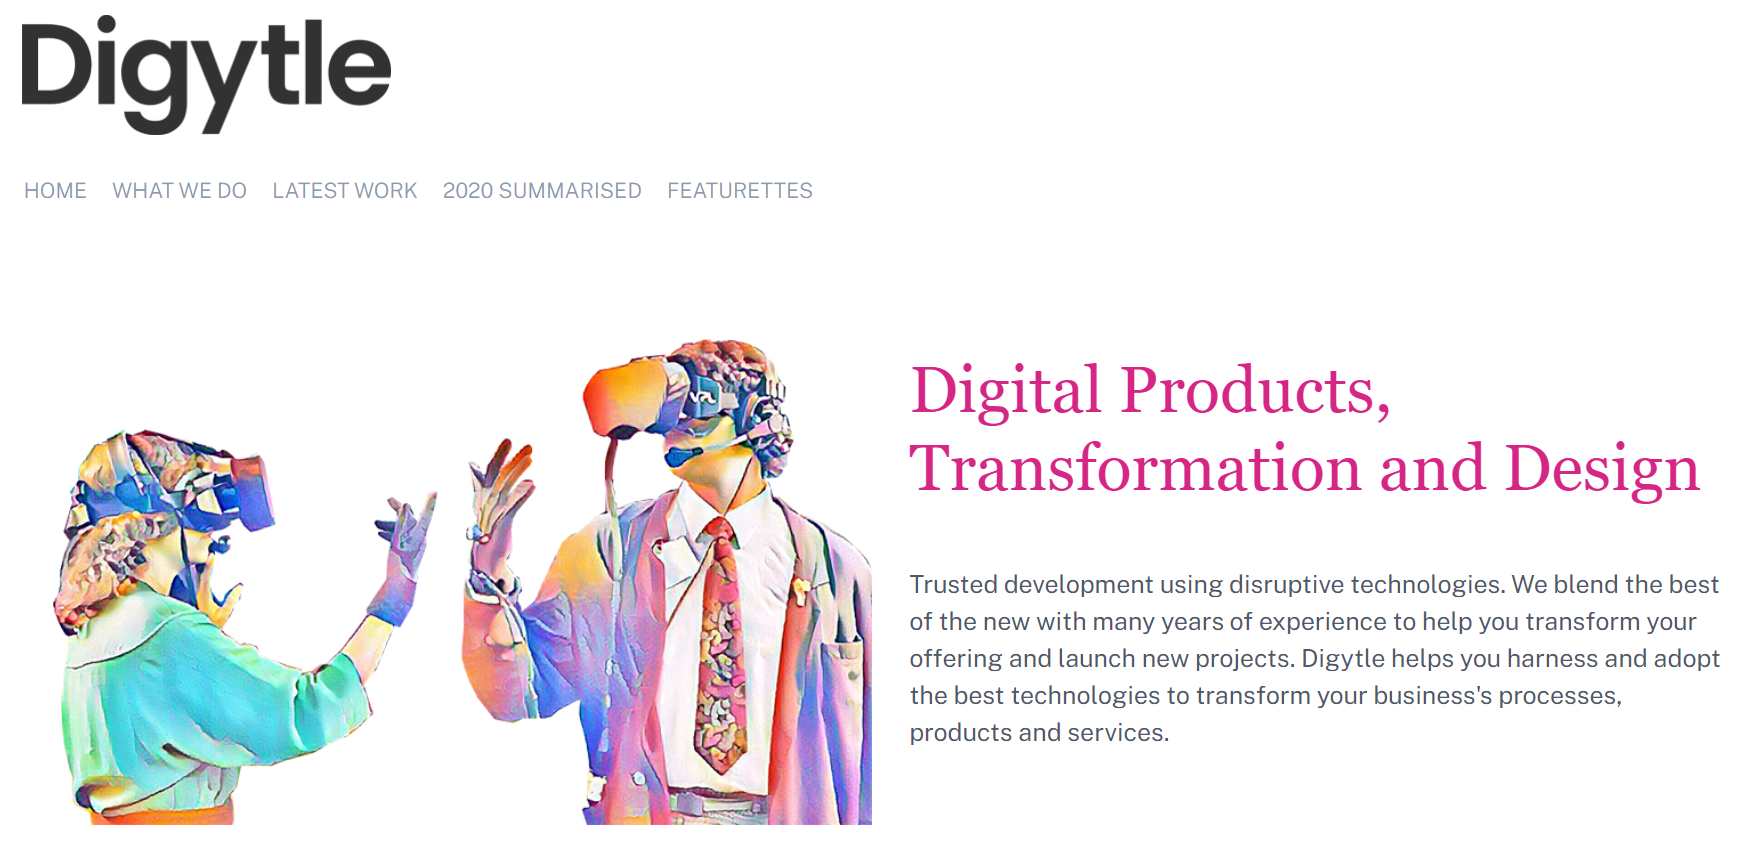 Digytle
HOME WHAT WE DO LATEST WORK 2020 SUMMARISED FEATURETTES
VPL
Digital Products,
Transformation and Design
Trusted development using disruptive technologies. We blend the best
of the new with many years of experience to help you transform your
offering and launch new projects. Digytle helps you harness and adopt
the best technologies to transform your business's processes,
products and services.